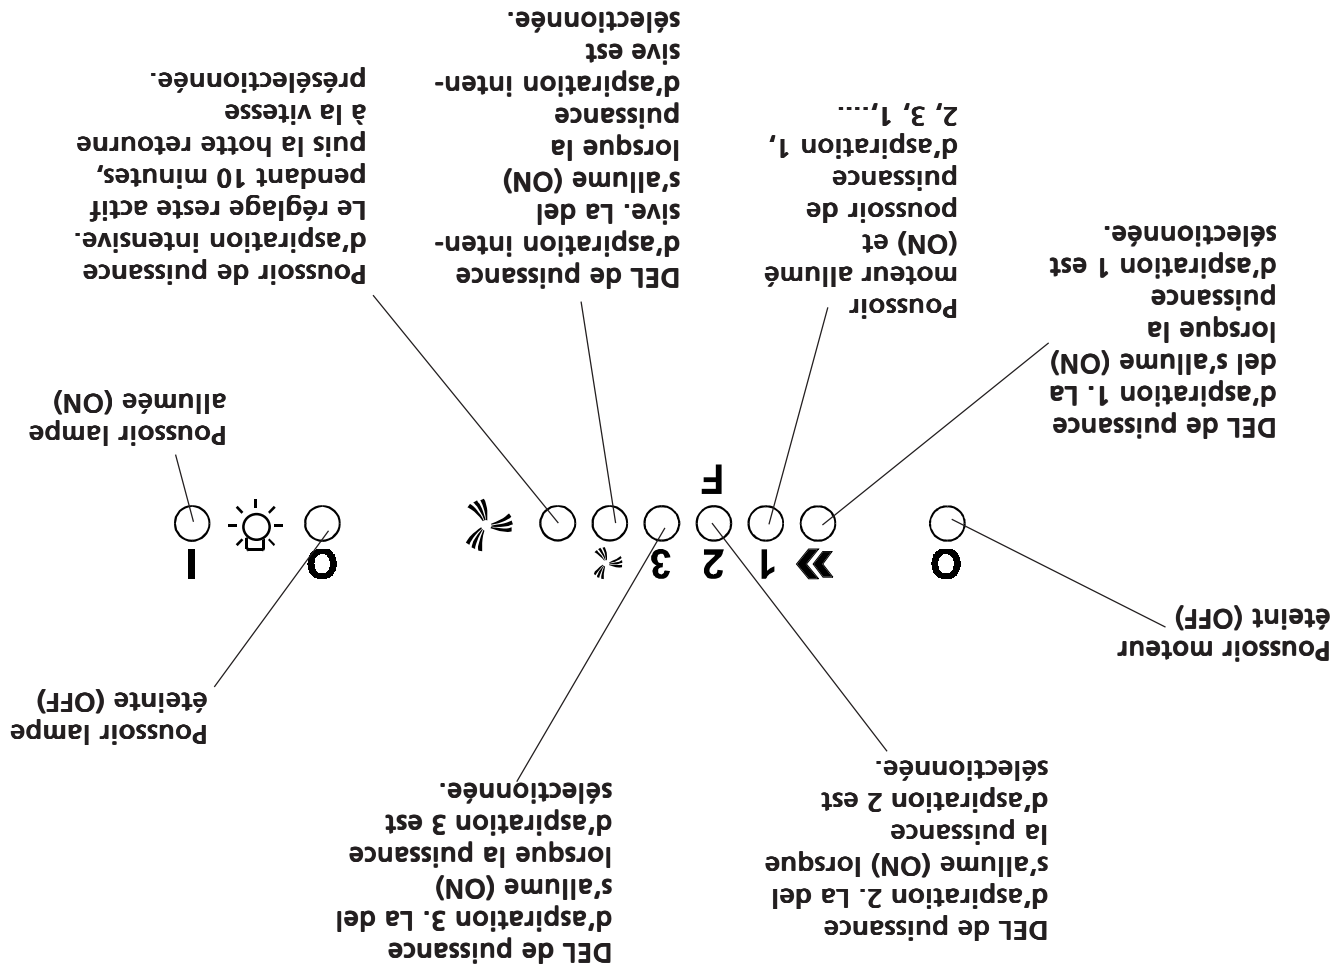 DEL de puissance
d'aspiration 2. La del
s'allume (ON) lorsque
la puissance
d'aspiration 2 est
sélectionnée.
DEL de puissance
d'aspiration 3. La del
s'allume (ON)
lorsque la puissance
d'aspiration 3 est
sélectionnée.
Poussoir moteur
éteint (OFF)
Poussoir lampe
éteinte (OFF)
O 1 2 3 O I
F
DEL de puissance
d'aspiration 1. La
del s'allume (ON)
lorsque la
puissance
d'aspiration 1 est
sélectionnée.
Poussoir
moteur allumé
(ON) et
poussoir de
puissance
d'aspiration 1,
2, 3, 1,....
DEL de puissance
d'aspiration inten-
sive. La del
s'allume (ON)
lorsque la
puissance
d'aspiration inten-
sive est
sélectionnée.
Poussoir de puissance
d'aspiration intensive.
Le réglage reste actif
pendant 10 minutes,
puis la hotte retourne
à la vitesse
présélectionnée.
Poussoir lampe
allumée (ON)